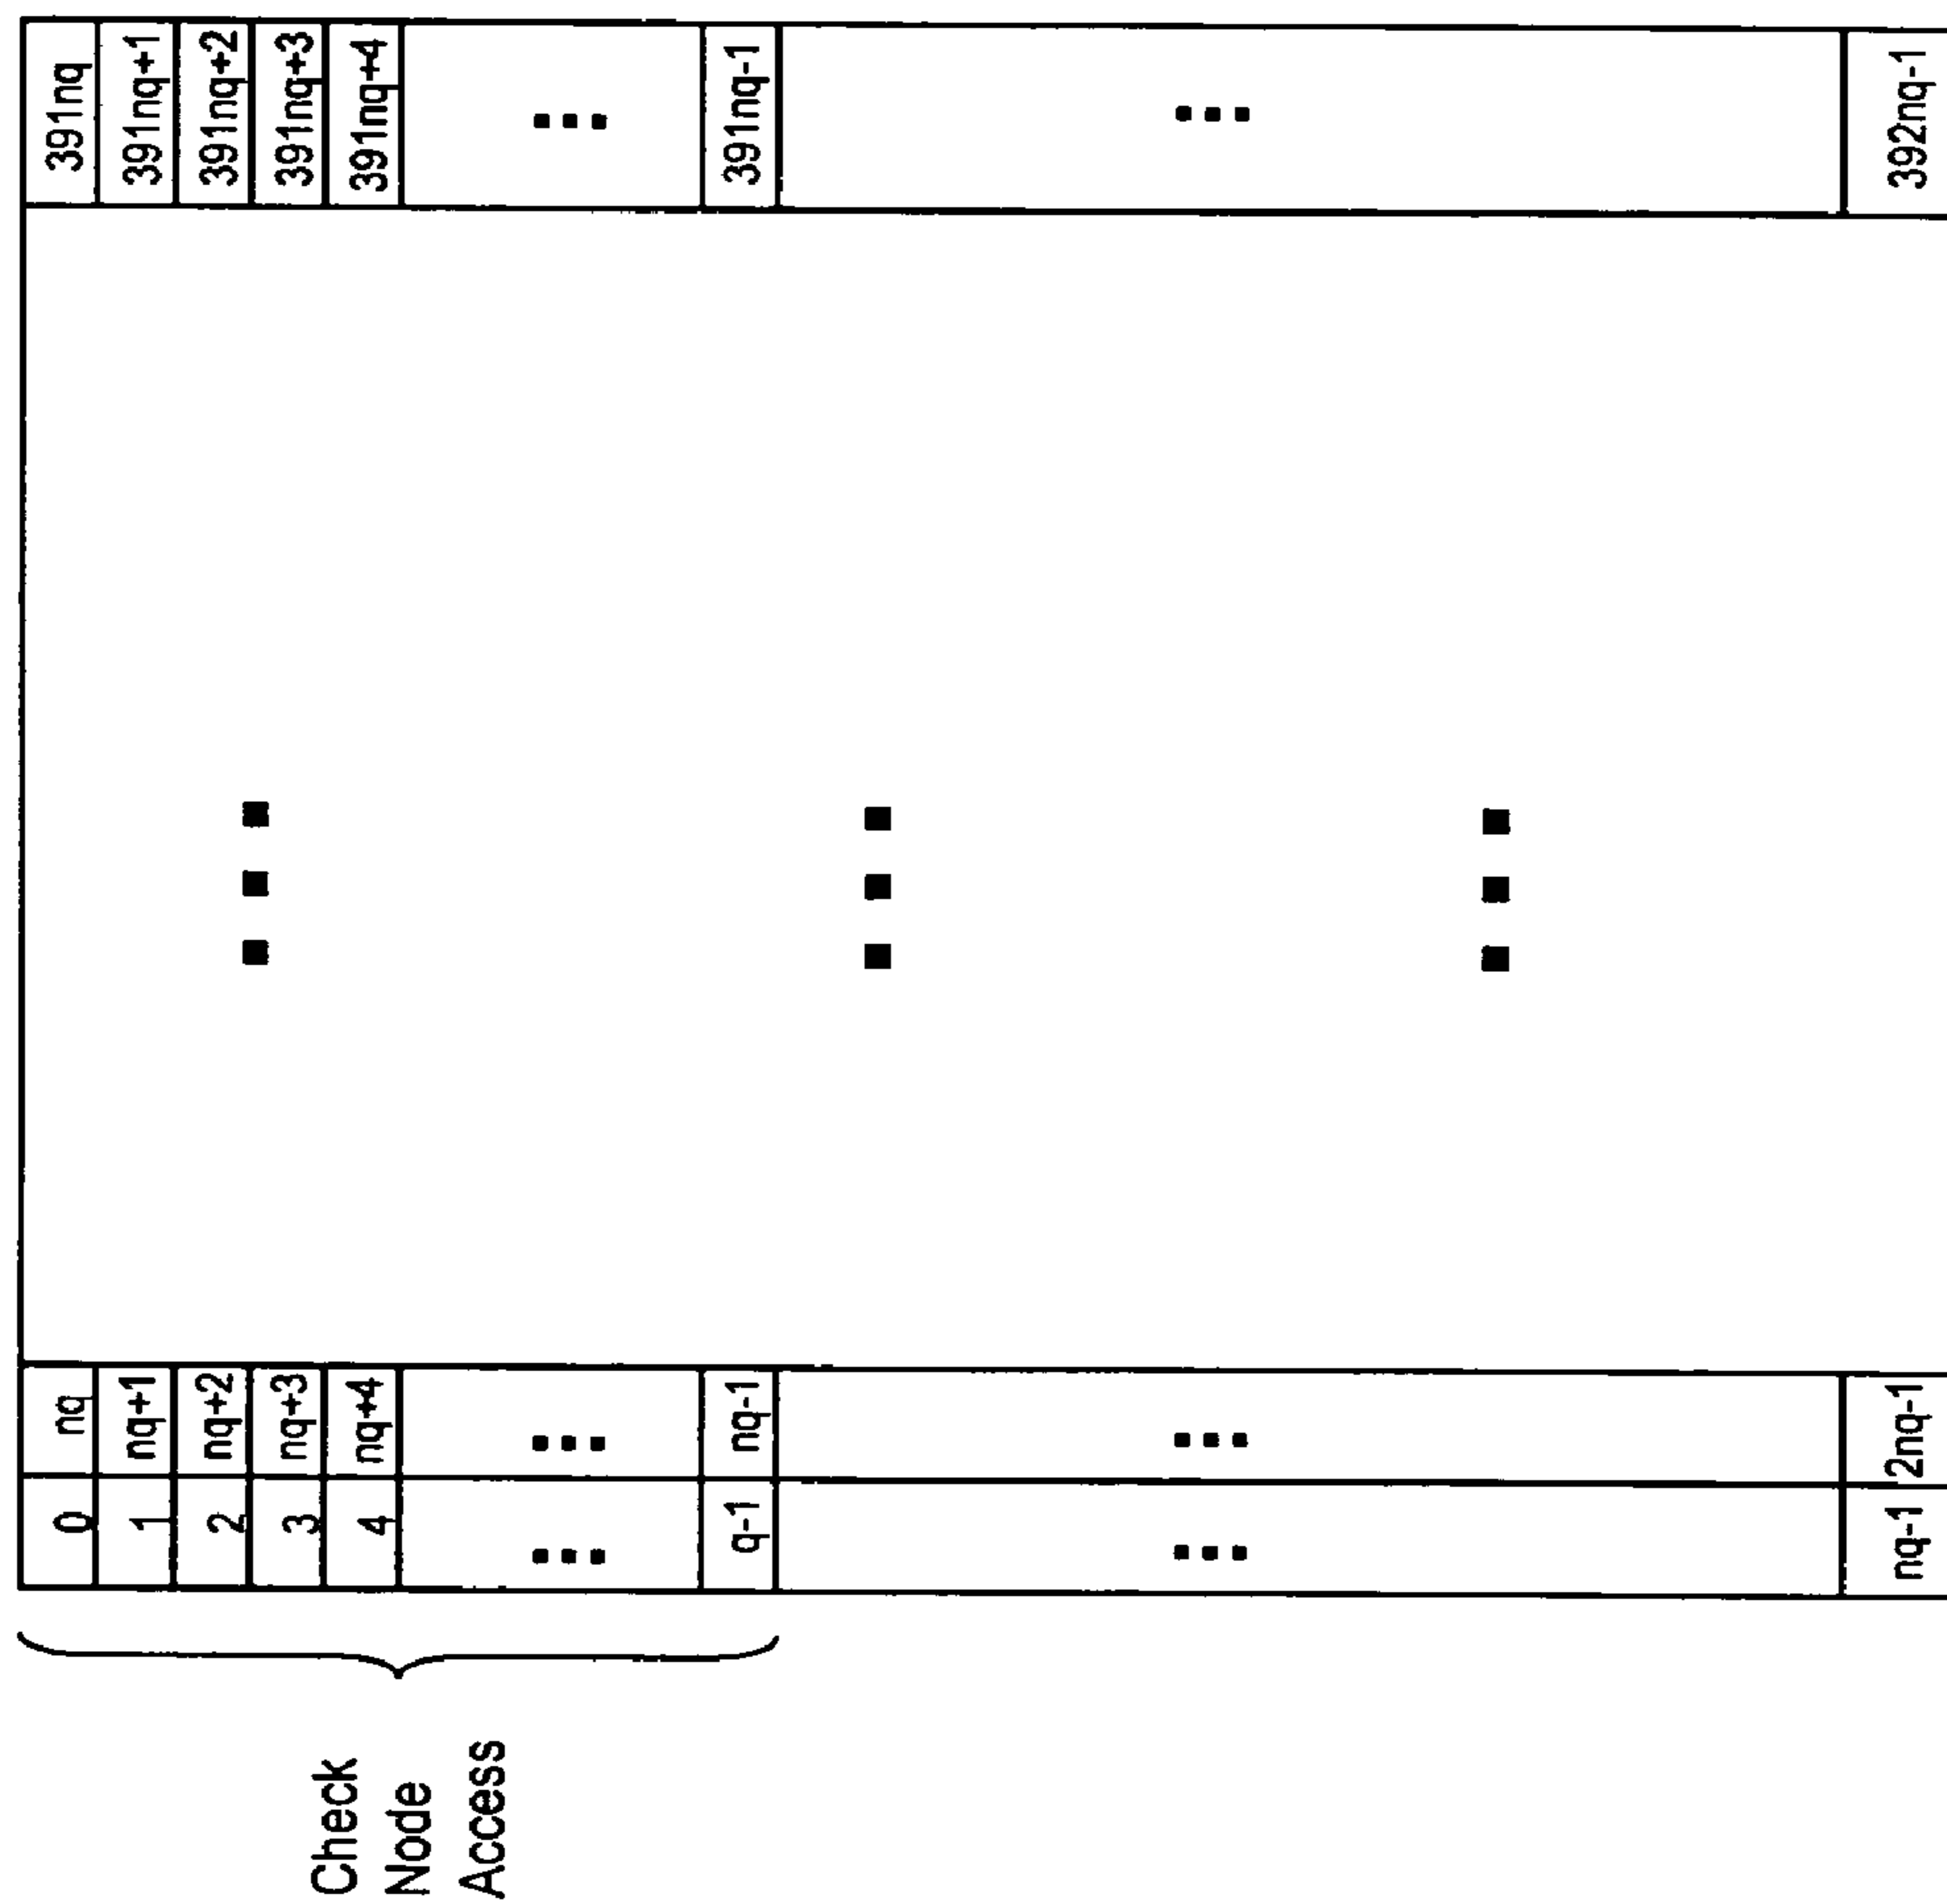 0 nq 391nq
1 nq+1 391nq+1
2 nq+2 391nq+2
3 nq+3 391nq+3
4 nq+4 391nq+4
Check
Node
Access
q-1 nq-1 391nq-1
nq-1 2nq-1 392nq-1